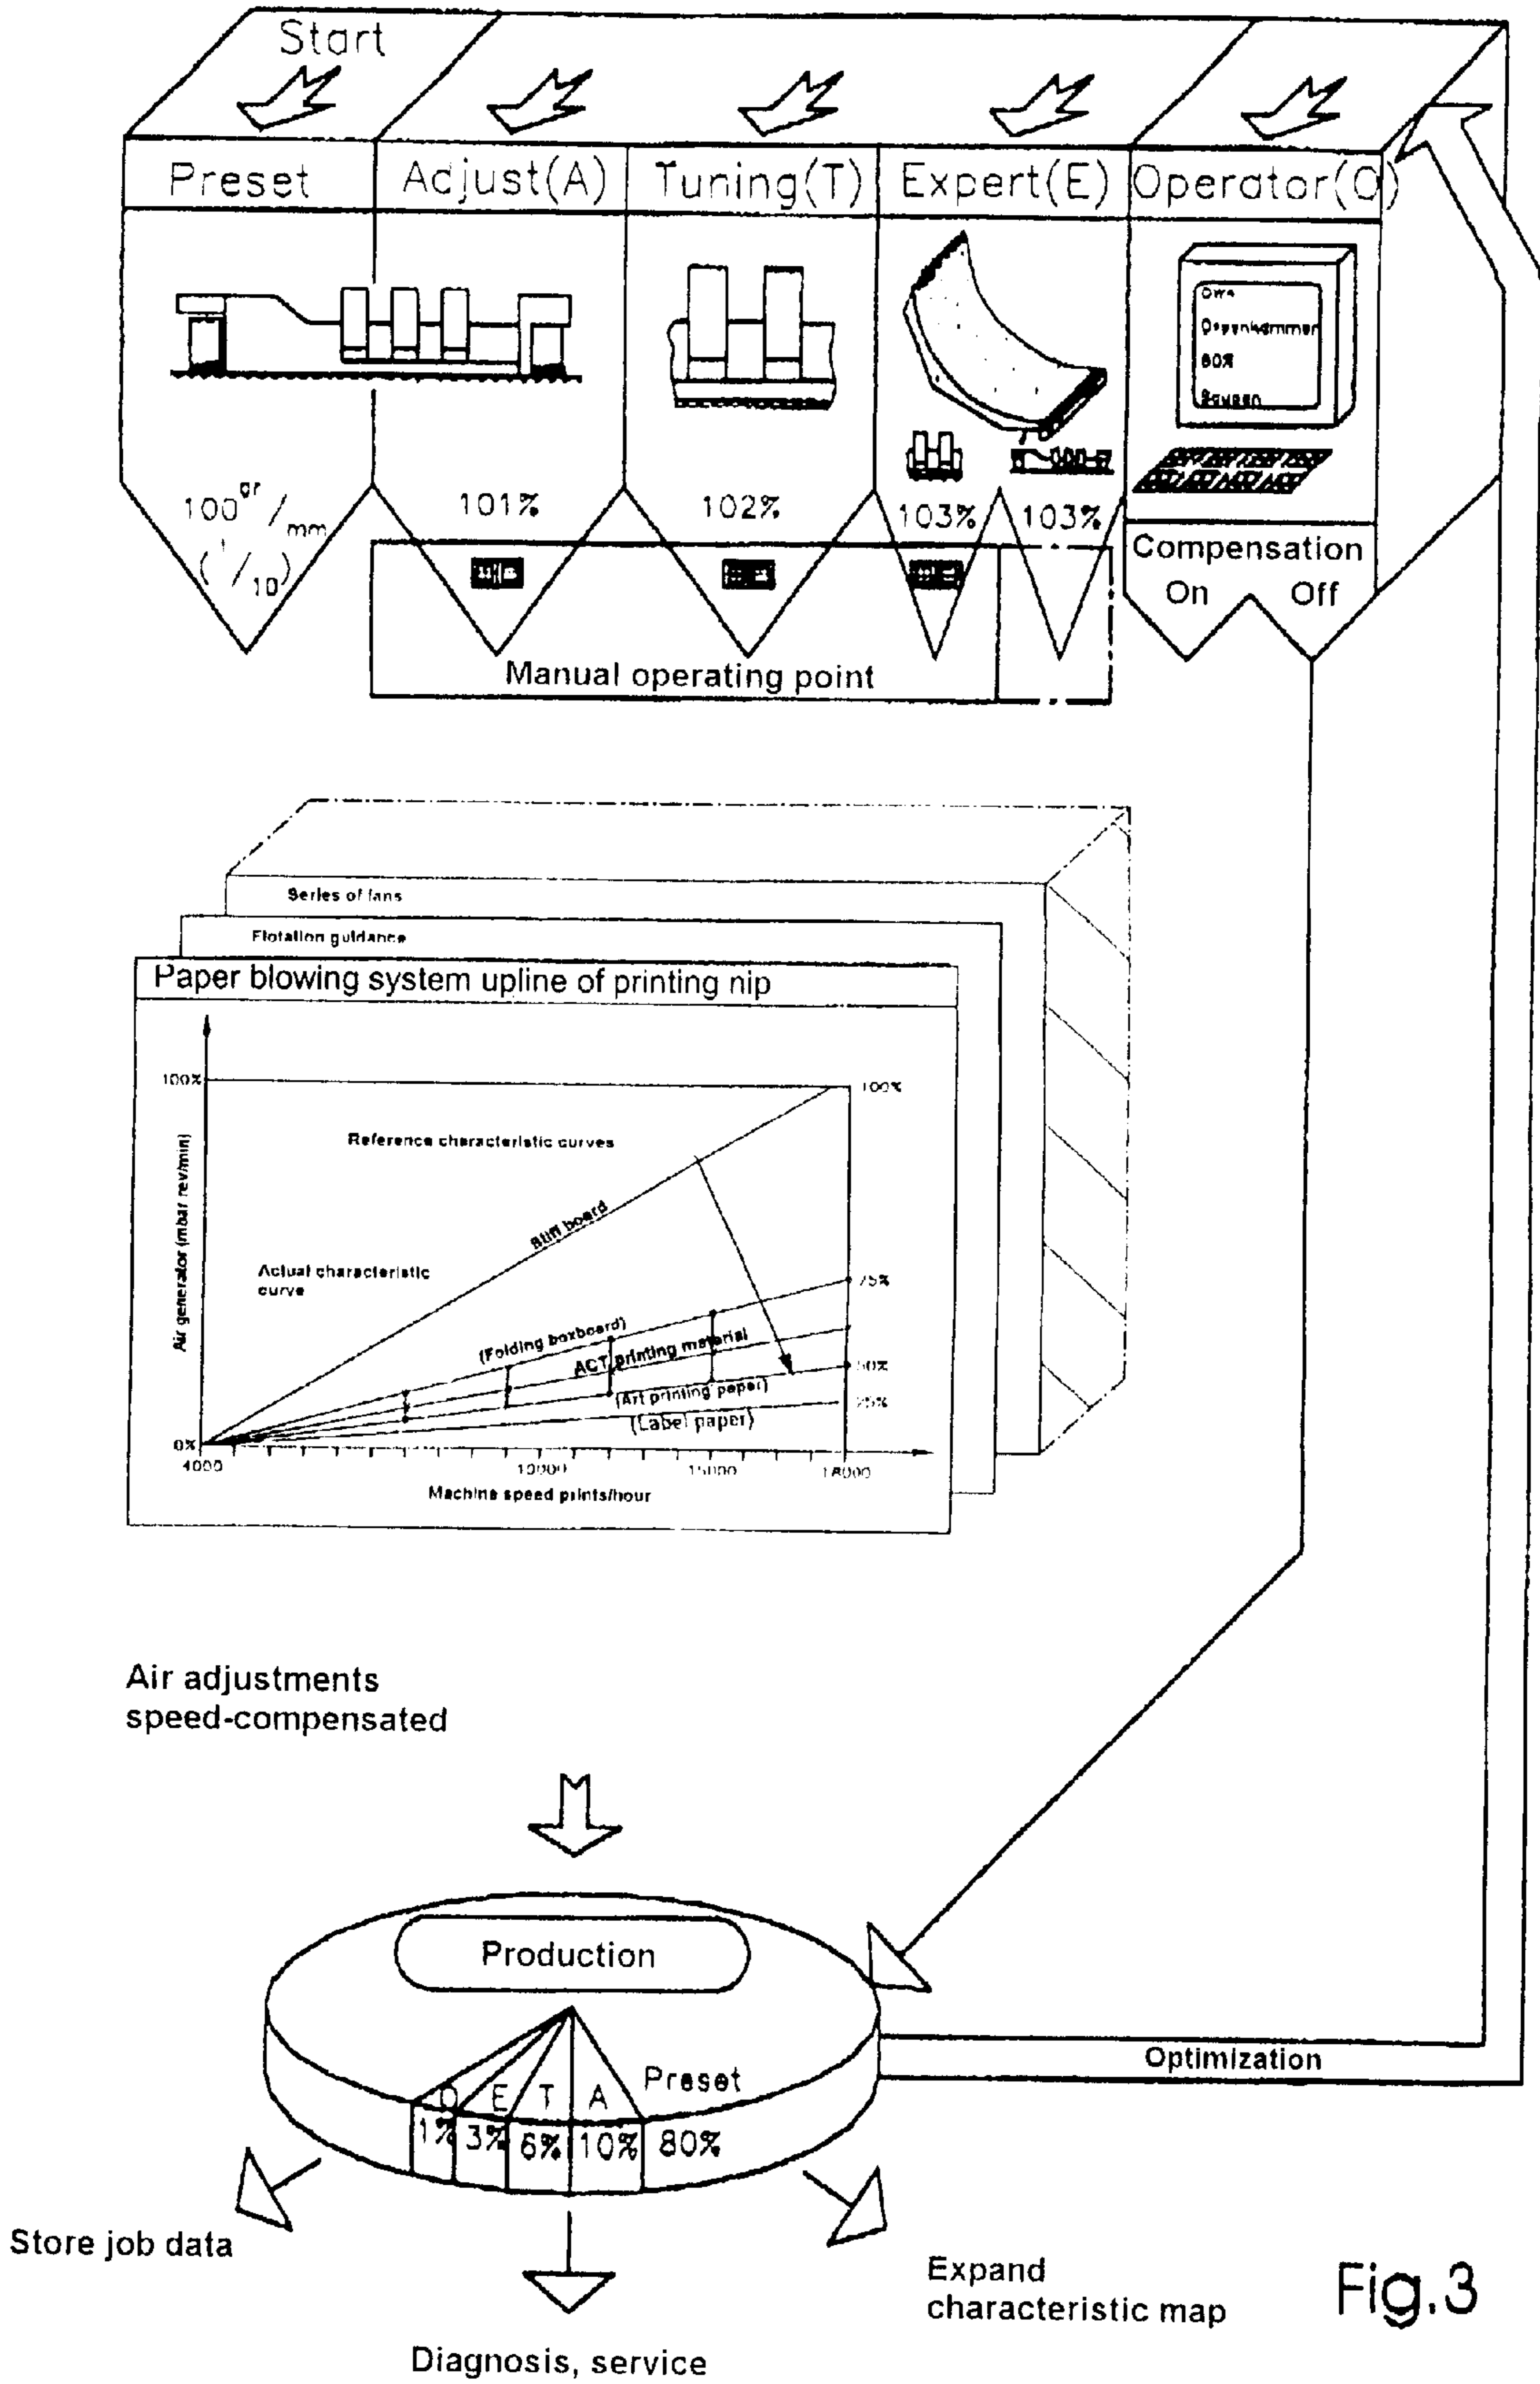 Start
Preset
Adjust(A)
Tuning(T)
Expert(E)
Operator(O)
60%
100gr/mm
(1/10)
101%
102%
103%
103%
Compensation
On Off
Manual operating point
Series of fans
Flotation guidance
Paper blowing system upline of printing nip
100%
100%
Reference characteristic curves
Air generator (mbar rev/min)
Stiff board
Actual characteristic
curve
75%
(Folding boxboard)
ACT printing material
50%
(Art printing paper)
25%
(Label paper)
0%
4000 10000 15000 18000
Machine speed prints/hour
Air adjustments
speed-compensated
Production
Optimization
Preset
O E T A
1% 3% 6% 10% 80%
Store job data
Expand
characteristic map
Fig.3
Diagnosis, service